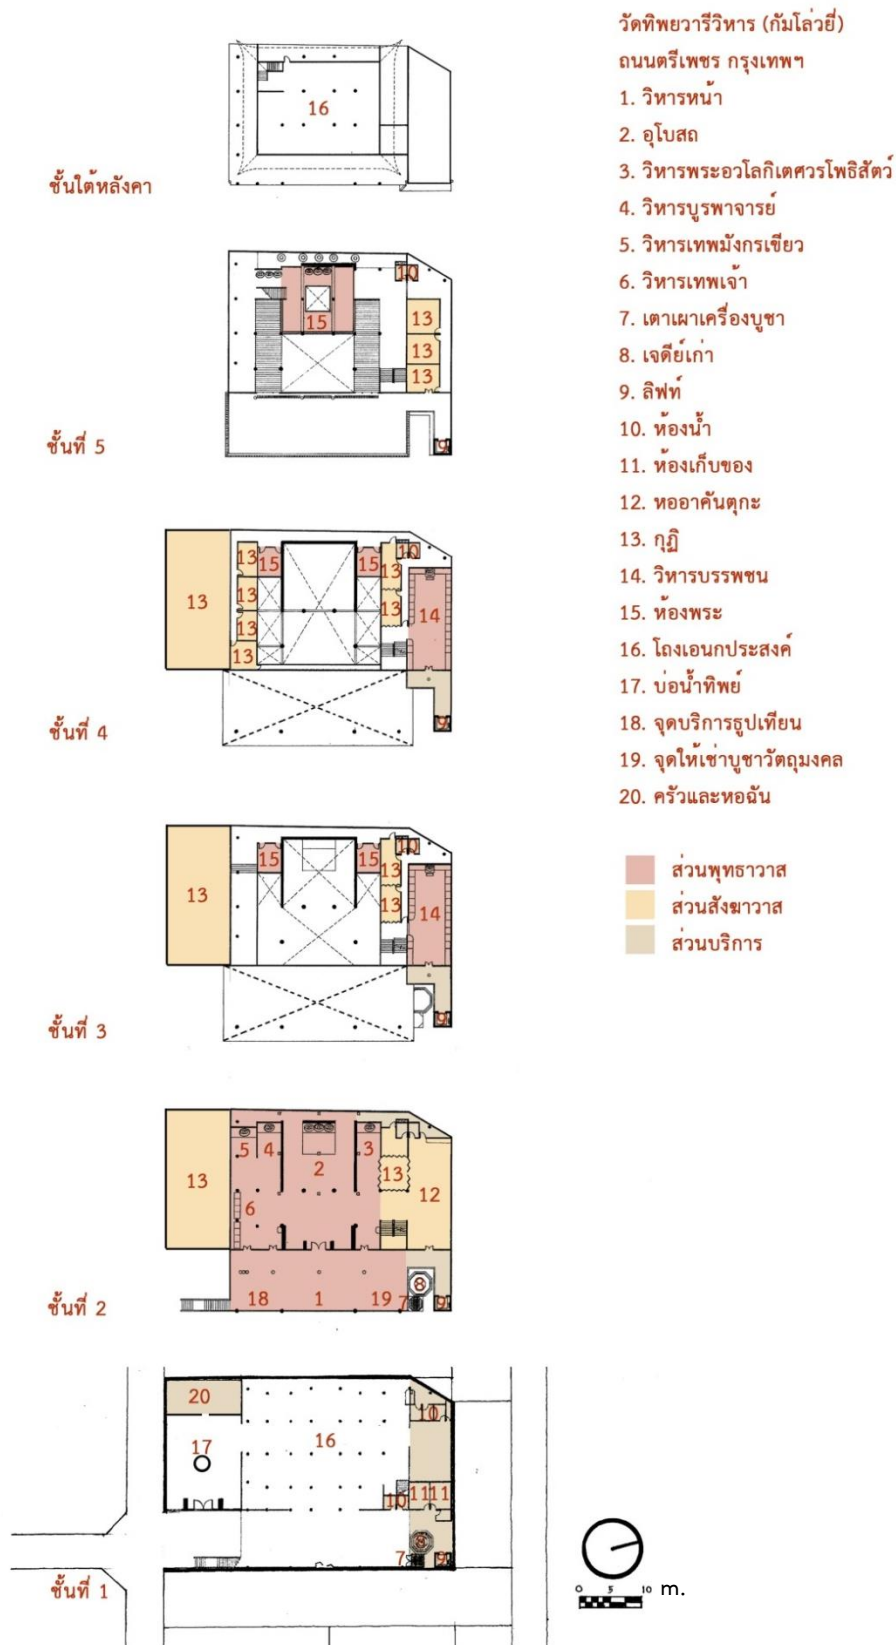 วัดทิพยวารีวิหาร (กัมโล่วยี่)
ถนนตรีเพชร กรุงเทพฯ
1. วิหารหน้า
2. อุโบสถ
3. วิหารพระอวโลกิเตศวรโพธิสัตว์
4. วิหารบูรพาจารย์
5. วิหารเทพมังกรเขียว
6. วิหารเทพเจ้า
7. เตาเผาเครื่องบูชา
8. เจดีย์เก่า
9. ลิฟท์
10. ห้องน้ำ
11. ห้องเก็บของ
12. หออาคันตุกะ
13. กุฏิ
14. วิหารบรรพชน
15. ห้องพระ
16. โถงเอนกประสงค์
17. บ่อน้ำทิพย์
18. จุดบริการธูปเทียน
19. จุดให้เช่าบูชาวัตถุมงคล
20. ครัวและหอฉัน
ส่วนพุทธาวาส
ส่วนสังฆาวาส
ส่วนบริการ
16
ชั้นใต้หลังคา
10
15 13
13
13
ชั้นที่ 5 9
13 15 15 13 10
13 13 13 14
13
13
ชั้นที่ 4 9
13 15 15 13 10
13 14
ชั้นที่ 3 9
13 5 4 2 3 13 12
6
8
ชั้นที่ 2 18 1 19 7 9
20 10
17 16
10 11 11
8
7 9
ชั้นที่ 1
0 5 10 m.